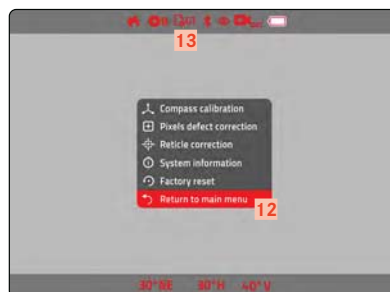 13
Compass calibration
Pixels defect correction
Reticle correction
System information
Factory reset
Return to main menu
12
30°NE 30°H 40°V